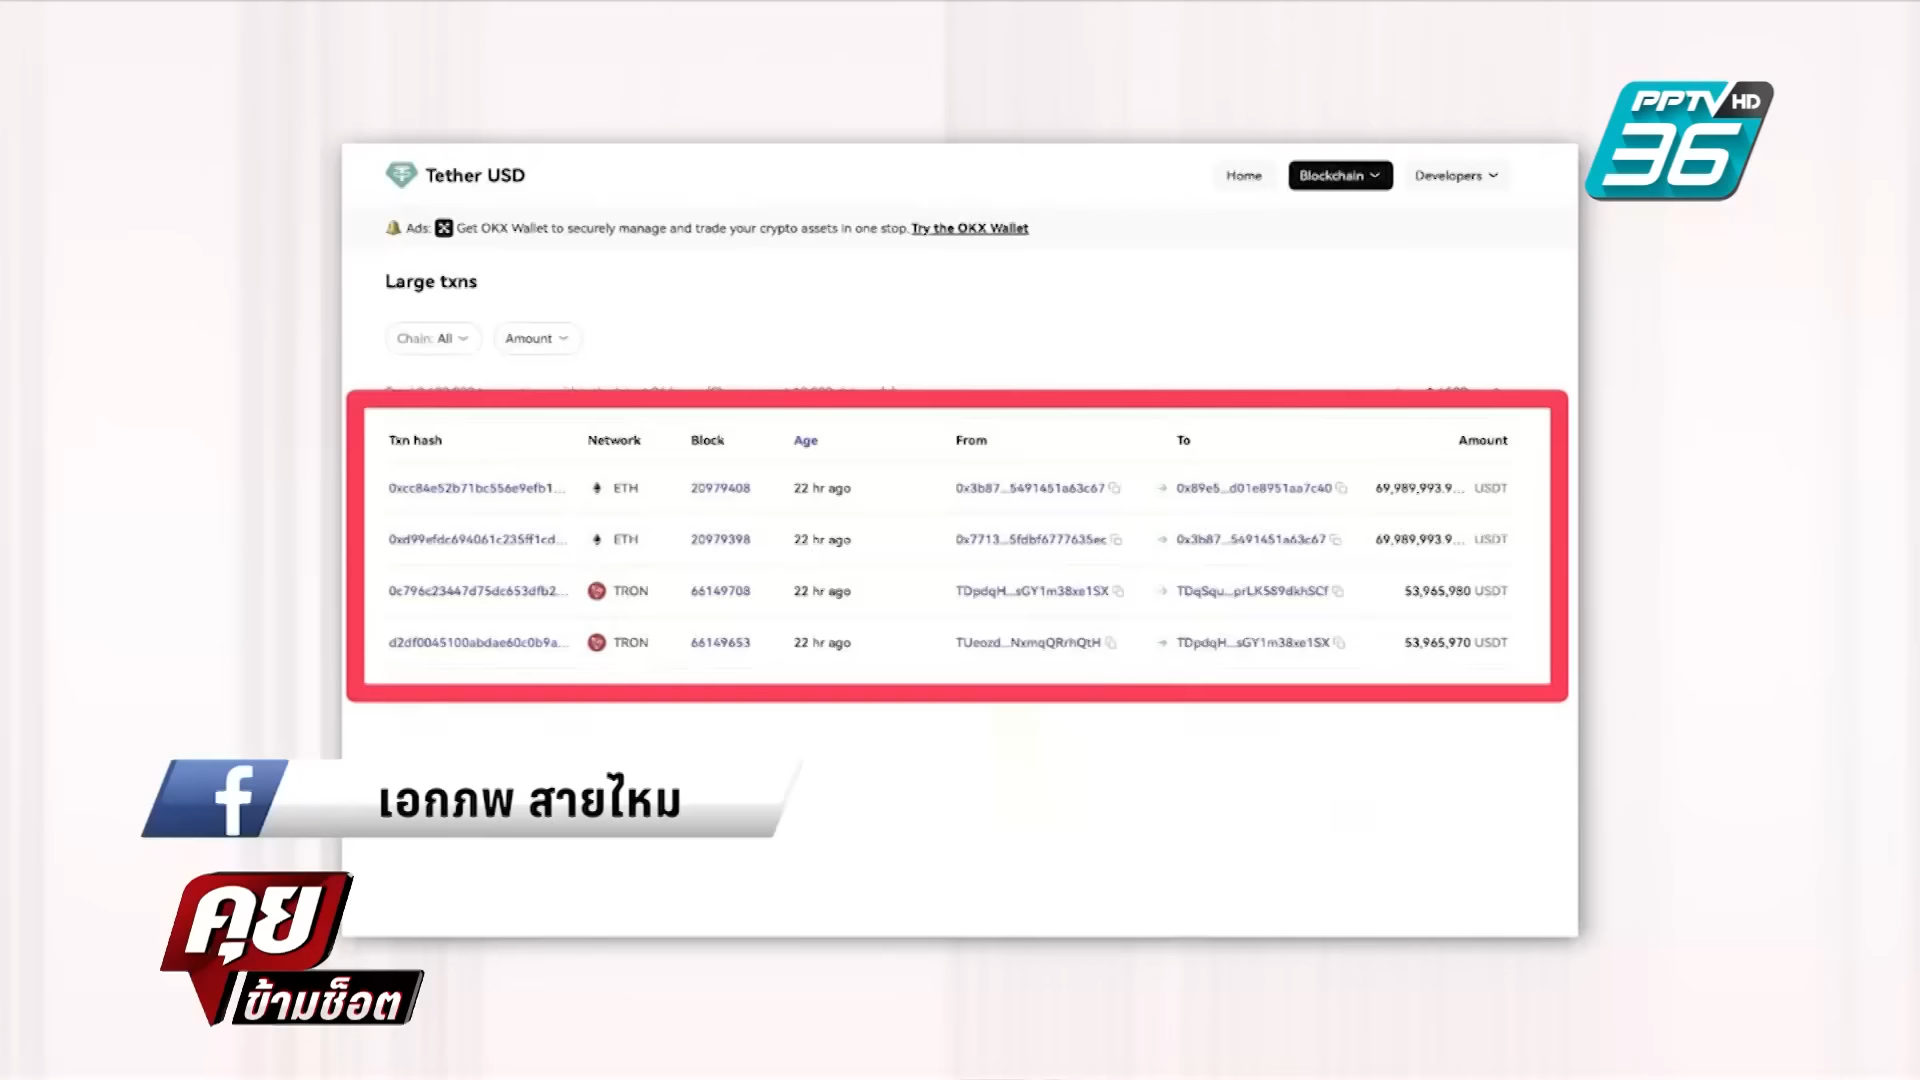 PPTV HD
36
Tether USD
Home
Blockchain
Developers
Ads: Get OKX Wallet to securely manage and trade your crypto assets in one stop. Try the OKX Wallet
Large txns
Chain: All
Amount
Txn hash Network Block Age From To Amount
0xcc84e52b71bc556e9efb1... ETH 20979408 22 hr ago 0x3b87...5491451a63c67 0x89e5...d01e8951aa7c40 69,989,993.9... USDT
0xd99efdc694061c235ff1cd... ETH 20979398 22 hr ago 0x7713...5fdbf6777635ec 0x3b87...5491451a63c67 69,989,993.9... USDT
0c796c23447d75dc653dfb2... TRON 66149708 22 hr ago TDpdqH...sGY1m38xe1SX TDqSqu...prLK589dkhSCf 53,965,980 USDT
d2df0045100abdae60c0b9a... TRON 66149653 22 hr ago TUeozd...NxmqQRrhQtH TDpdqH...sGY1m38xe1SX 53,965,970 USDT
f เอกภพ สายไหม
คุย
ข้ามช็อต